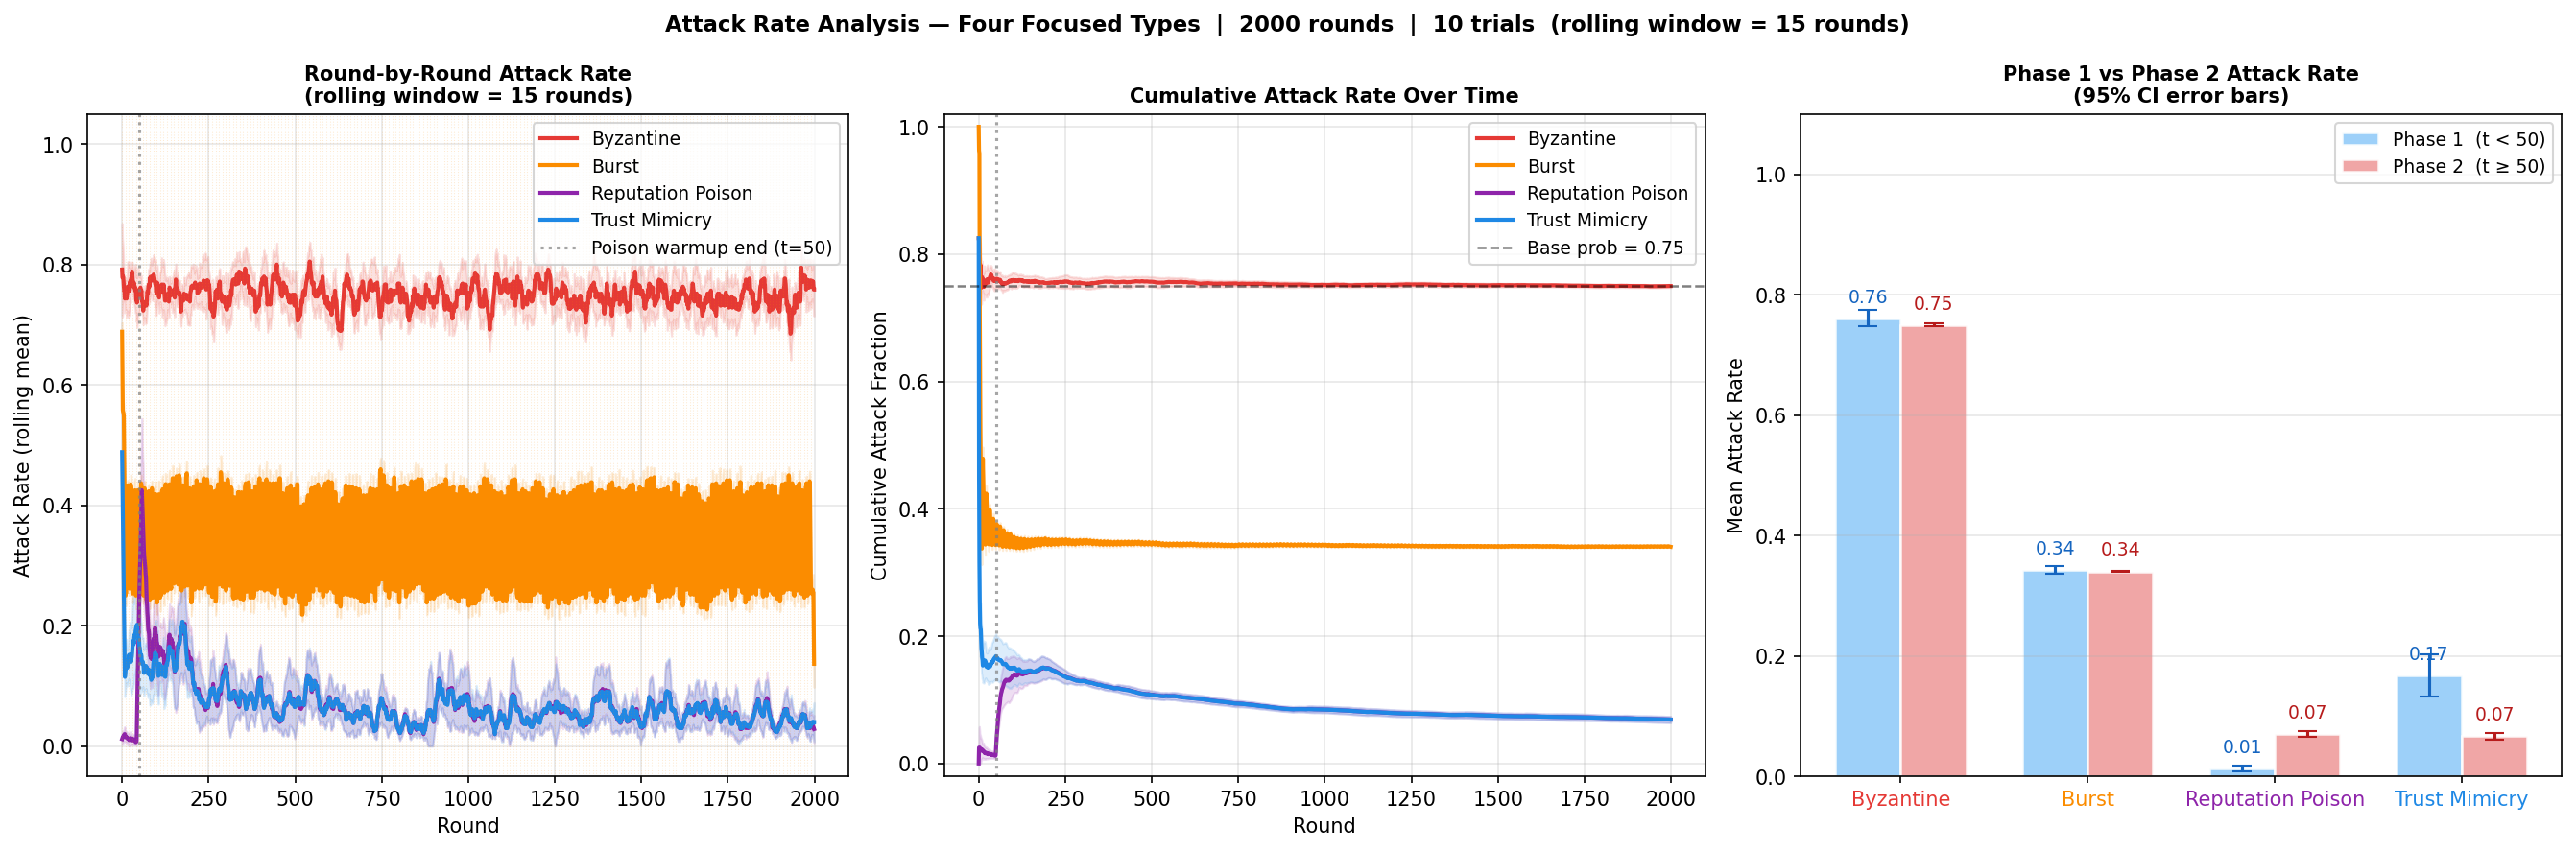 Attack Rate Analysis — Four Focused Types | 2000 rounds | 10 trials (rolling window = 15 rounds)
Round-by-Round Attack Rate
(rolling window = 15 rounds)
Attack Rate (rolling mean)
1.0
0.8
0.6
0.4
0.2
0.0
Byzantine
Burst
Reputation Poison
Trust Mimicry
Poison warmup end (t=50)
0 250 500 750 1000 1250 1500 1750 2000
Round
Cumulative Attack Rate Over Time
Cumulative Attack Fraction
1.0
0.8
0.6
0.4
0.2
0.0
Byzantine
Burst
Reputation Poison
Trust Mimicry
Base prob = 0.75
0 250 500 750 1000 1250 1500 1750 2000
Round
Phase 1 vs Phase 2 Attack Rate
(95% CI error bars)
Mean Attack Rate
1.0
0.8
0.6
0.4
0.2
0.0
Phase 1 (t < 50)
Phase 2 (t ≥ 50)
0.76 0.75
0.34 0.34
0.01 0.07
0.17 0.07
Byzantine Burst Reputation Poison Trust Mimicry